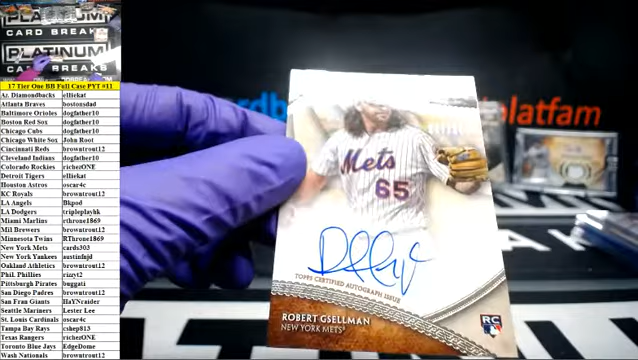 PLATINUM
CARD BREAKS
PLATINUM
CARD BREAKS
17 Tier One BB Full Case PYT #11
Az. Diamondbacks elliekat
Atlanta Braves bostonsdad
Baltimore Orioles dogfather10
Boston Red Sox dogfather10
Chicago Cubs dogfather10
Chicago White Sox John Root
Cincinnati Reds browntrout12
Cleveland Indians dogfather10
Colorado Rockies richerONE
Detroit Tigers elliekat
Houston Astros oscar4c
KC Royals browntrout12
LA Angels Bkpod
LA Dodgers tripleplayhk
Miami Marlins rthrone1869
Mil Brewers browntrout12
Minnesota Twins RThrone1869
New York Mets cards303
New York Yankees austinfnjd
Oakland Athletics browntrout12
Phil. Phillies rizzyt2
Pittsburgh Pirates buggati
San Diego Padres browntrout12
San Fran Giants HaYNraider
Seattle Mariners Lester Lee
St. Louis Cardinals oscar4c
Tampa Bay Rays cshep813
Texas Rangers richerONE
Toronto Blue Jays EdgeDome
Wash Nationals browntrout12
platfam
Mets
65
TOPPS CERTIFIED AUTOGRAPH ISSUE
ROBERT GSELLMAN
NEW YORK METS
RC